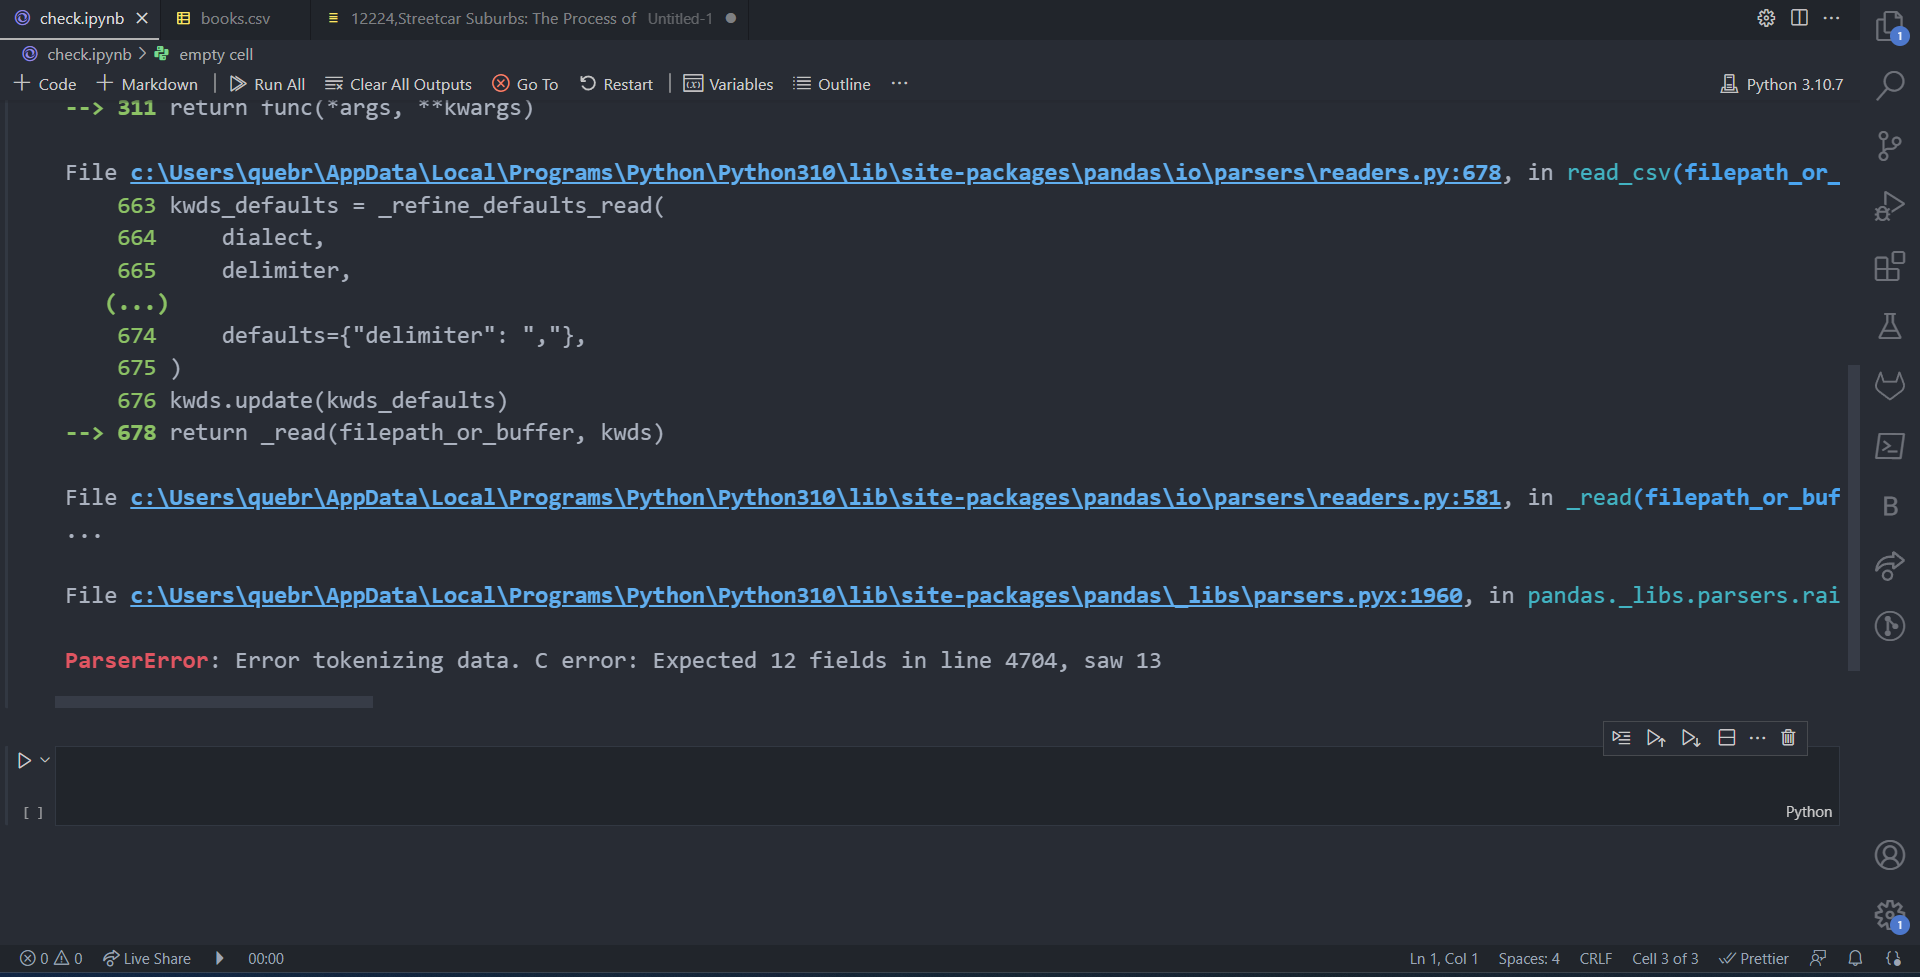 check.ipynb
books.csv
12224,Streetcar Suburbs: The Process of Untitled-1
1
check.ipynb > empty cell
+ Code + Markdown | Run All Clear All Outputs Go To Restart | Variables Outline ...
Python 3.10.7
--> 311 return func(*args, **kwargs)
File c:\Users\quebr\AppData\Local\Programs\Python\Python310\lib\site-packages\pandas\io\parsers\readers.py:678, in read_csv(filepath_or_
663 kwds_defaults = _refine_defaults_read(
664     dialect,
665     delimiter,
(...)
674     defaults={"delimiter": ","},
675 )
676 kwds.update(kwds_defaults)
--> 678 return _read(filepath_or_buffer, kwds)
File c:\Users\quebr\AppData\Local\Programs\Python\Python310\lib\site-packages\pandas\io\parsers\readers.py:581, in _read(filepath_or_buf
...
File c:\Users\quebr\AppData\Local\Programs\Python\Python310\lib\site-packages\pandas\_libs\parsers.pyx:1960, in pandas._libs.parsers.rai
ParserError: Error tokenizing data. C error: Expected 12 fields in line 4704, saw 13
[ ]
Python
B
1
0 0 Live Share 00:00
Ln 1, Col 1 Spaces: 4 CRLF Cell 3 of 3 Prettier